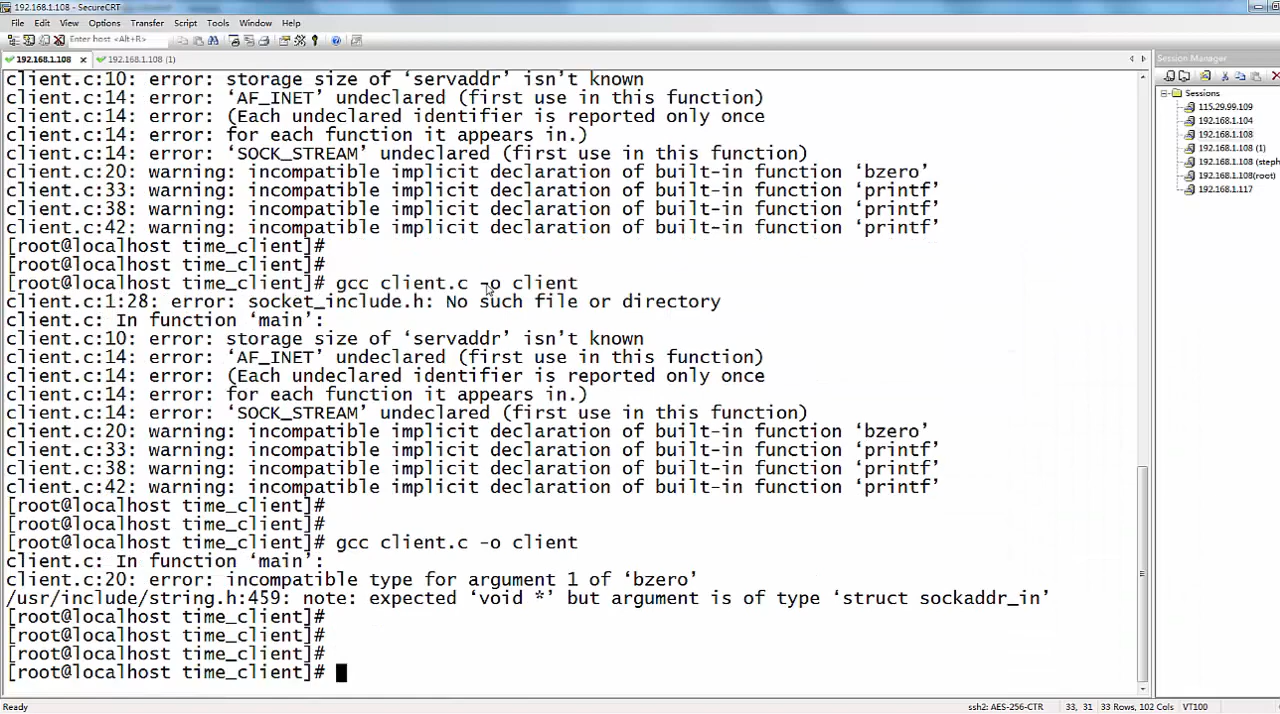 192.168.1.108 - SecureCRT
File Edit View Options Transfer Script Tools Window Help
Enter host <Alt+R>
192.168.1.108
192.168.1.108 (1)
client.c:10: error: storage size of ‘servaddr’ isn’t known
client.c:14: error: ‘AF_INET’ undeclared (first use in this function)
client.c:14: error: (Each undeclared identifier is reported only once
client.c:14: error: for each function it appears in.)
client.c:14: error: ‘SOCK_STREAM’ undeclared (first use in this function)
client.c:20: warning: incompatible implicit declaration of built-in function ‘bzero’
client.c:33: warning: incompatible implicit declaration of built-in function ‘printf’
client.c:38: warning: incompatible implicit declaration of built-in function ‘printf’
client.c:42: warning: incompatible implicit declaration of built-in function ‘printf’
[root@localhost time_client]#
[root@localhost time_client]#
[root@localhost time_client]# gcc client.c -o client
client.c:1:28: error: socket_include.h: No such file or directory
client.c: In function ‘main’:
client.c:10: error: storage size of ‘servaddr’ isn’t known
client.c:14: error: ‘AF_INET’ undeclared (first use in this function)
client.c:14: error: (Each undeclared identifier is reported only once
client.c:14: error: for each function it appears in.)
client.c:14: error: ‘SOCK_STREAM’ undeclared (first use in this function)
client.c:20: warning: incompatible implicit declaration of built-in function ‘bzero’
client.c:33: warning: incompatible implicit declaration of built-in function ‘printf’
client.c:38: warning: incompatible implicit declaration of built-in function ‘printf’
client.c:42: warning: incompatible implicit declaration of built-in function ‘printf’
[root@localhost time_client]#
[root@localhost time_client]#
[root@localhost time_client]# gcc client.c -o client
client.c: In function ‘main’:
client.c:20: error: incompatible type for argument 1 of ‘bzero’
/usr/include/string.h:459: note: expected ‘void *’ but argument is of type ‘struct sockaddr_in’
[root@localhost time_client]#
[root@localhost time_client]#
[root@localhost time_client]#
[root@localhost time_client]#
Session Manager
Sessions
115.29.99.109
192.168.1.104
192.168.1.108
192.168.1.108 (1)
192.168.1.108 (steph
192.168.1.108(root)
192.168.1.117
Ready
ssh2: AES-256-CTR
33, 31
33 Rows, 102 Cols
VT100